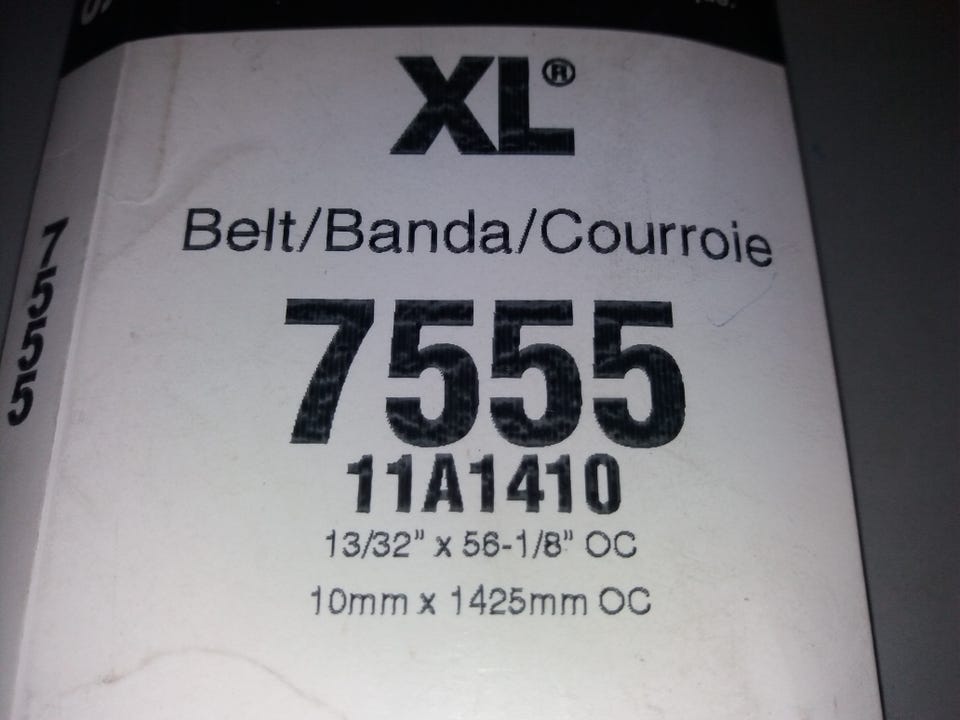 XL®
Belt/Banda/Courroie
7555
11A1410
13/32" x 56-1/8" OC
10mm x 1425mm OC
7555